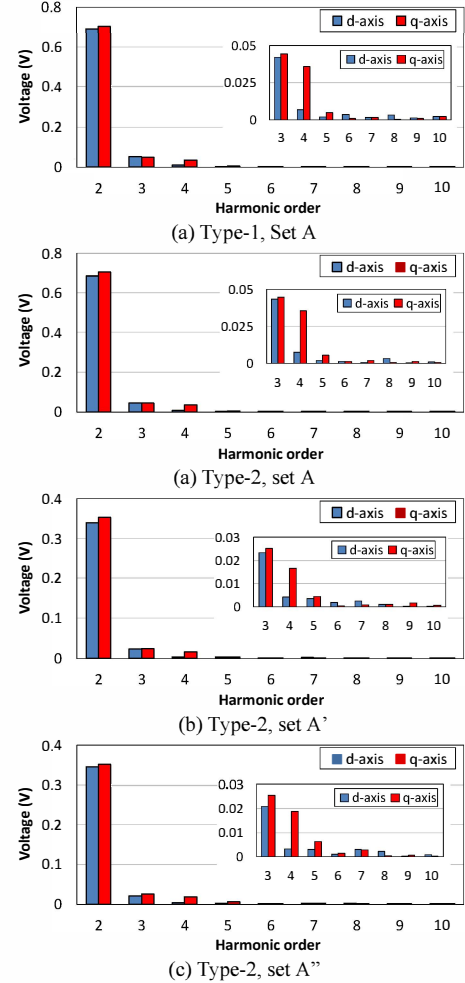 0.8
d-axis q-axis
0.05
d-axis q-axis
0.6
0.025
0.4
0
3 4 5 6 7 8 9 10
0.2
0
2 3 4 5 6 7 8 9 10
Voltage (V)
Harmonic order
(a) Type-1, Set A
0.8
d-axis q-axis
0.05
d-axis q-axis
0.6
0.025
0.4
0
3 4 5 6 7 8 9 10
0.2
0
2 3 4 5 6 7 8 9 10
Voltage (V)
Harmonic order
(a) Type-2, set A
0.4
d-axis q-axis
0.03
d-axis q-axis
0.3
0.02
0.01
0.2
0
3 4 5 6 7 8 9 10
0.1
0
2 3 4 5 6 7 8 9 10
Voltage (V)
Harmonic order
(b) Type-2, set A’
0.4
d-axis q-axis
0.03
d-axis q-axis
0.3
0.02
0.01
0.2
0
3 4 5 6 7 8 9 10
0.1
0
2 3 4 5 6 7 8 9 10
Voltage (V)
Harmonic order
(c) Type-2, set A”